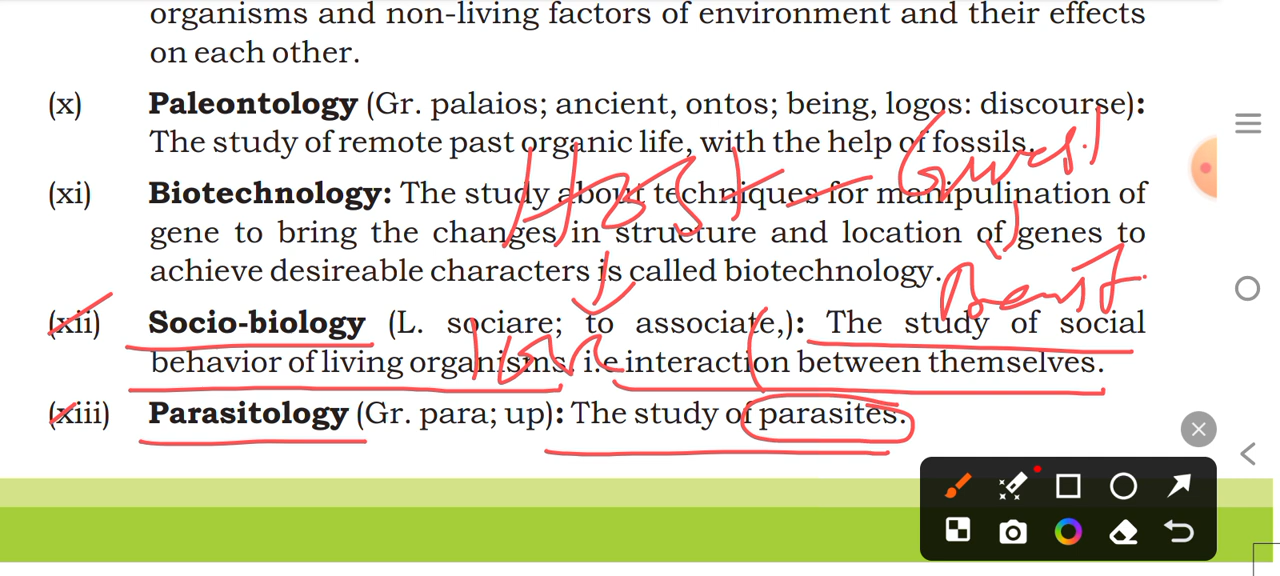 organisms and non-living factors of environment and their effects
on each other.
(x) Paleontology (Gr. palaios; ancient, ontos; being, logos: discourse):
The study of remote past organic life, with the help of fossils.
(xi) Biotechnology: The study about techniques for manipulination of
gene to bring the changes in structure and location of genes to
achieve desireable characters is called biotechnology.
(xii) Socio-biology (L. sociare; to associate,): The study of social
behavior of living organisms. i.e interaction between themselves.
(xiii) Parasitology (Gr. para; up): The study of parasites.